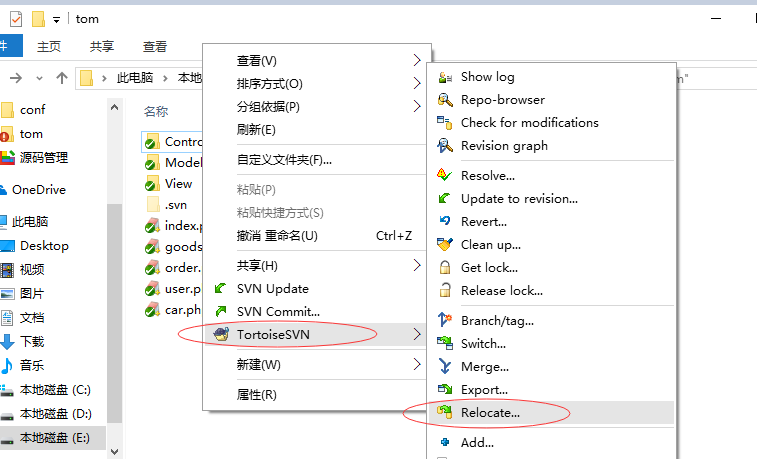 tom
件 主页 共享 查看
此电脑 本地 m"
conf
tom
源码管理
OneDrive
此电脑
Desktop
视频
图片
文档
下载
音乐
本地磁盘 (C:)
本地磁盘 (D:)
本地磁盘 (E:)
名称
Contro
Model
View
.svn
index.p
goods
order.
user.p
car.ph
查看(V)
排序方式(O)
分组依据(P)
刷新(E)
自定义文件夹(F)...
粘贴(P)
粘贴快捷方式(S)
撤消 重命名(U) Ctrl+Z
共享(H)
SVN Update
SVN Commit...
TortoiseSVN
新建(W)
属性(R)
Show log
Repo-browser
Check for modifications
Revision graph
Resolve...
Update to revision...
Revert...
Clean up...
Get lock...
Release lock...
Branch/tag...
Switch...
Merge...
Export...
Relocate...
Add...